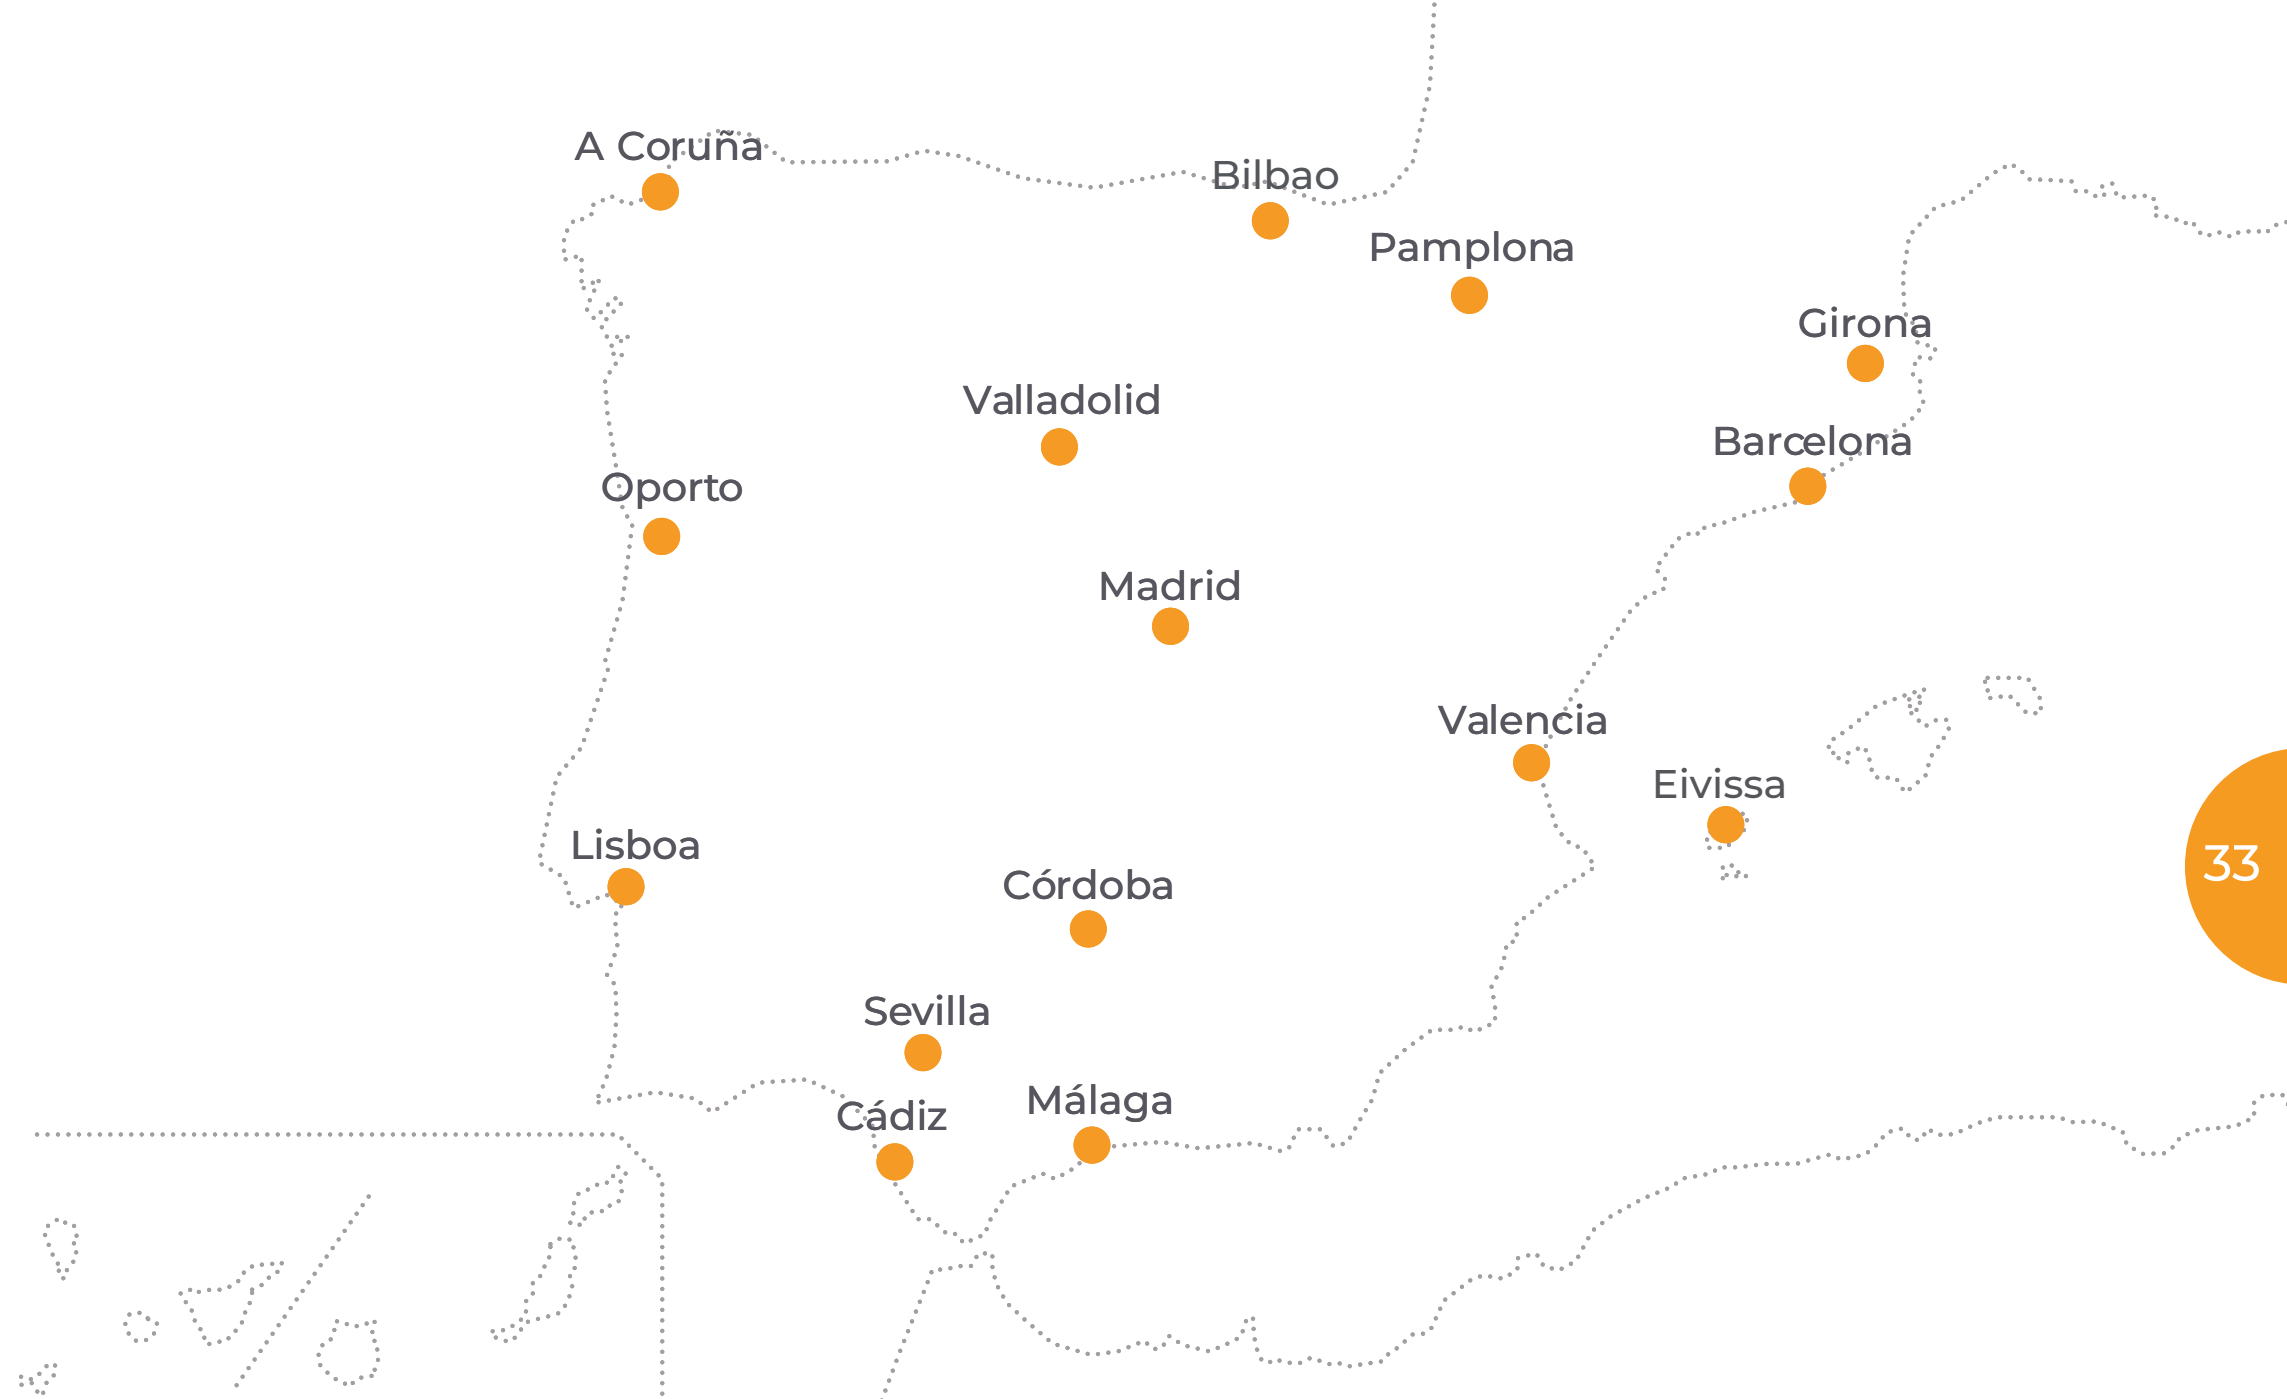 A Coruña
Bilbao
Pamplona
Girona
Valladolid
Barcelona
Oporto
Madrid
Valencia
Eivissa
Lisboa
33
Córdoba
Sevilla
Málaga
Cádiz